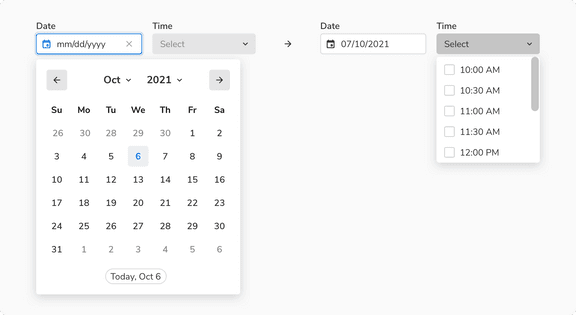 Date Time Date Time
mm/dd/yyyy Select 07/10/2021 Select
Oct 2021
Su Mo Tu We Th Fr Sa
26 30 28 29 30 1 2
3 4 5 6 7 8 9
10 11 12 13 14 15 16
17 18 19 20 21 22 23
24 25 26 27 28 29 30
31 1 2 3 4 5 6
Today, Oct 6
10:00 AM
10:30 AM
11:00 AM
11:30 AM
12:00 PM